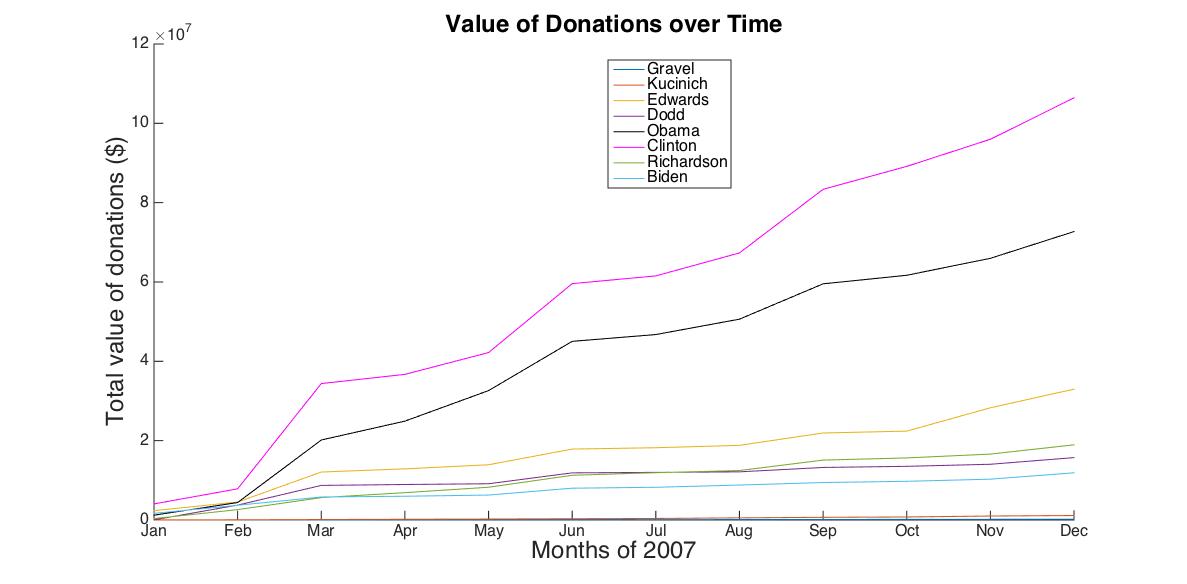 Value of Donations over Time
×10⁷
12
10
8
6
4
2
0
Total value of donations ($)
Gravel
Kucinich
Edwards
Dodd
Obama
Clinton
Richardson
Biden
Jan Feb Mar Apr May Jun Jul Aug Sep Oct Nov Dec
Months of 2007